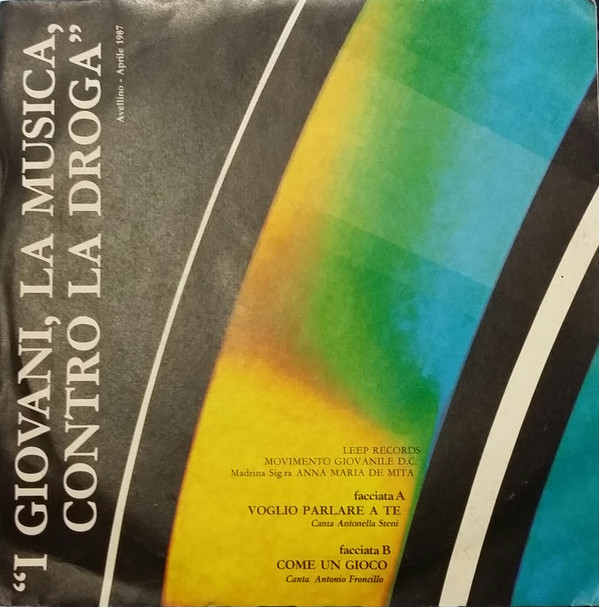 “I GIOVANI, LA MUSICA,
CONTRO LA DROGA”
Avellino - Aprile 1987
LEEP RECORDS
MOVIMENTO GIOVANILE D.C.
Madrina Sig.ra ANNA MARIA DE MITA
facciata A
VOGLIO PARLARE A TE
Canta Antonella Steni
facciata B
COME UN GIOCO
Canta Antonio Froncillo